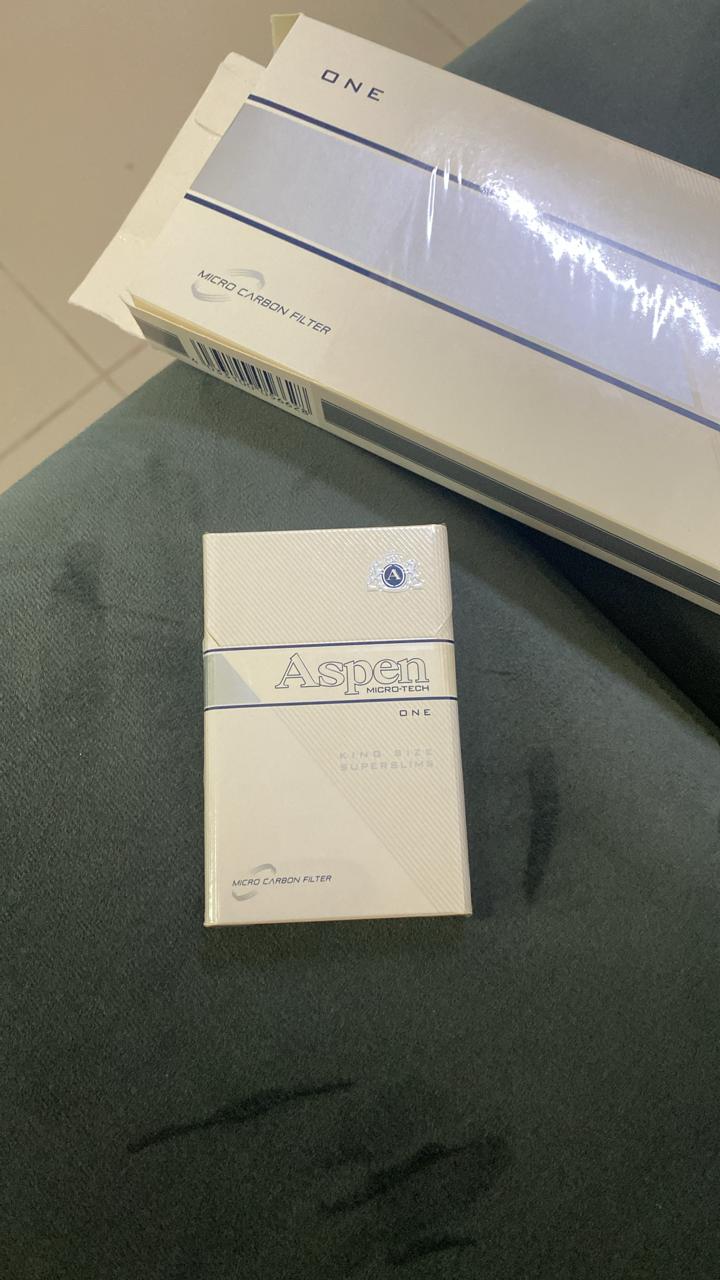 ONE
MICRO CARBON FILTER
A
Aspen
MICRO-TECH
ONE
KING SIZE
SUPERSLIMS
MICRO CARBON FILTER